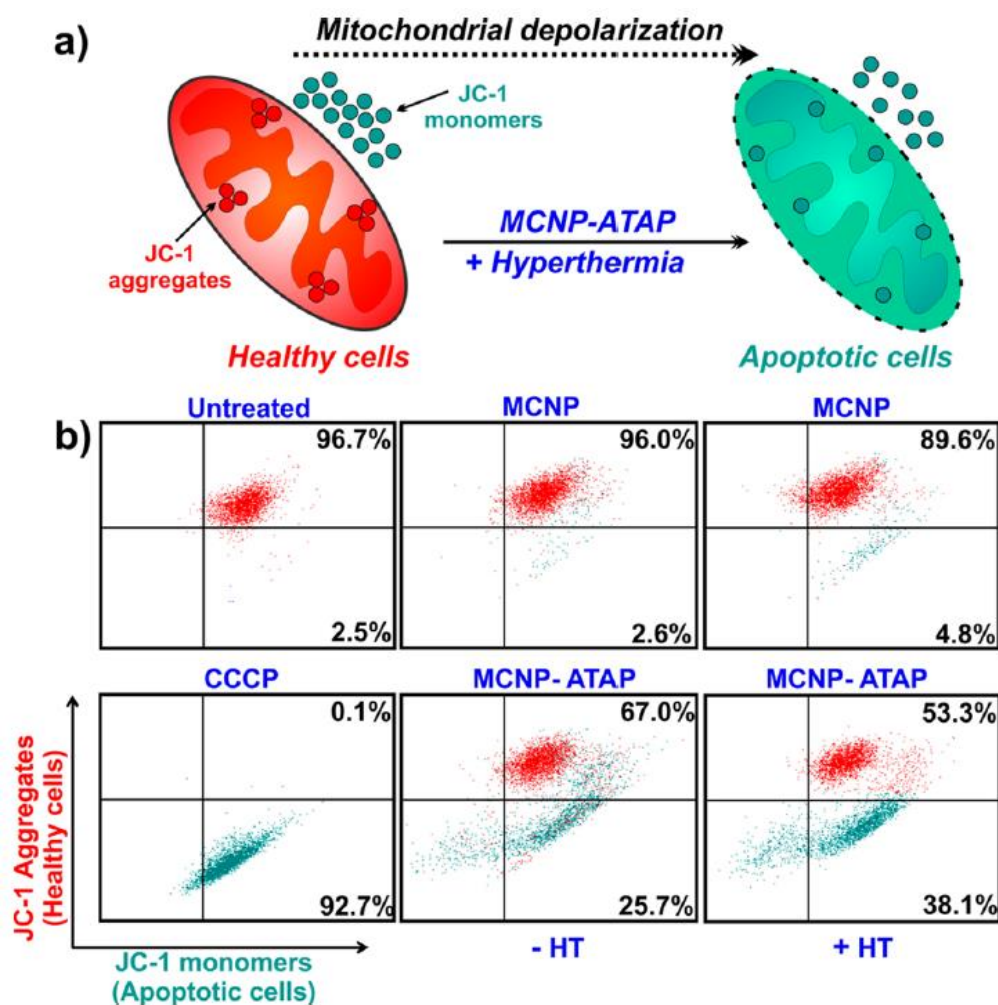 a)
Mitochondrial depolarization
JC-1
monomers
JC-1
aggregates
MCNP-ATAP
+ Hyperthermia
Healthy cells
Apoptotic cells
b)
Untreated
MCNP
MCNP
96.7%
96.0%
89.6%
2.5%
2.6%
4.8%
CCCP
MCNP- ATAP
MCNP- ATAP
0.1%
67.0%
53.3%
92.7%
25.7%
38.1%
JC-1 Aggregates
(Healthy cells)
JC-1 monomers
(Apoptotic cells)
- HT
+ HT